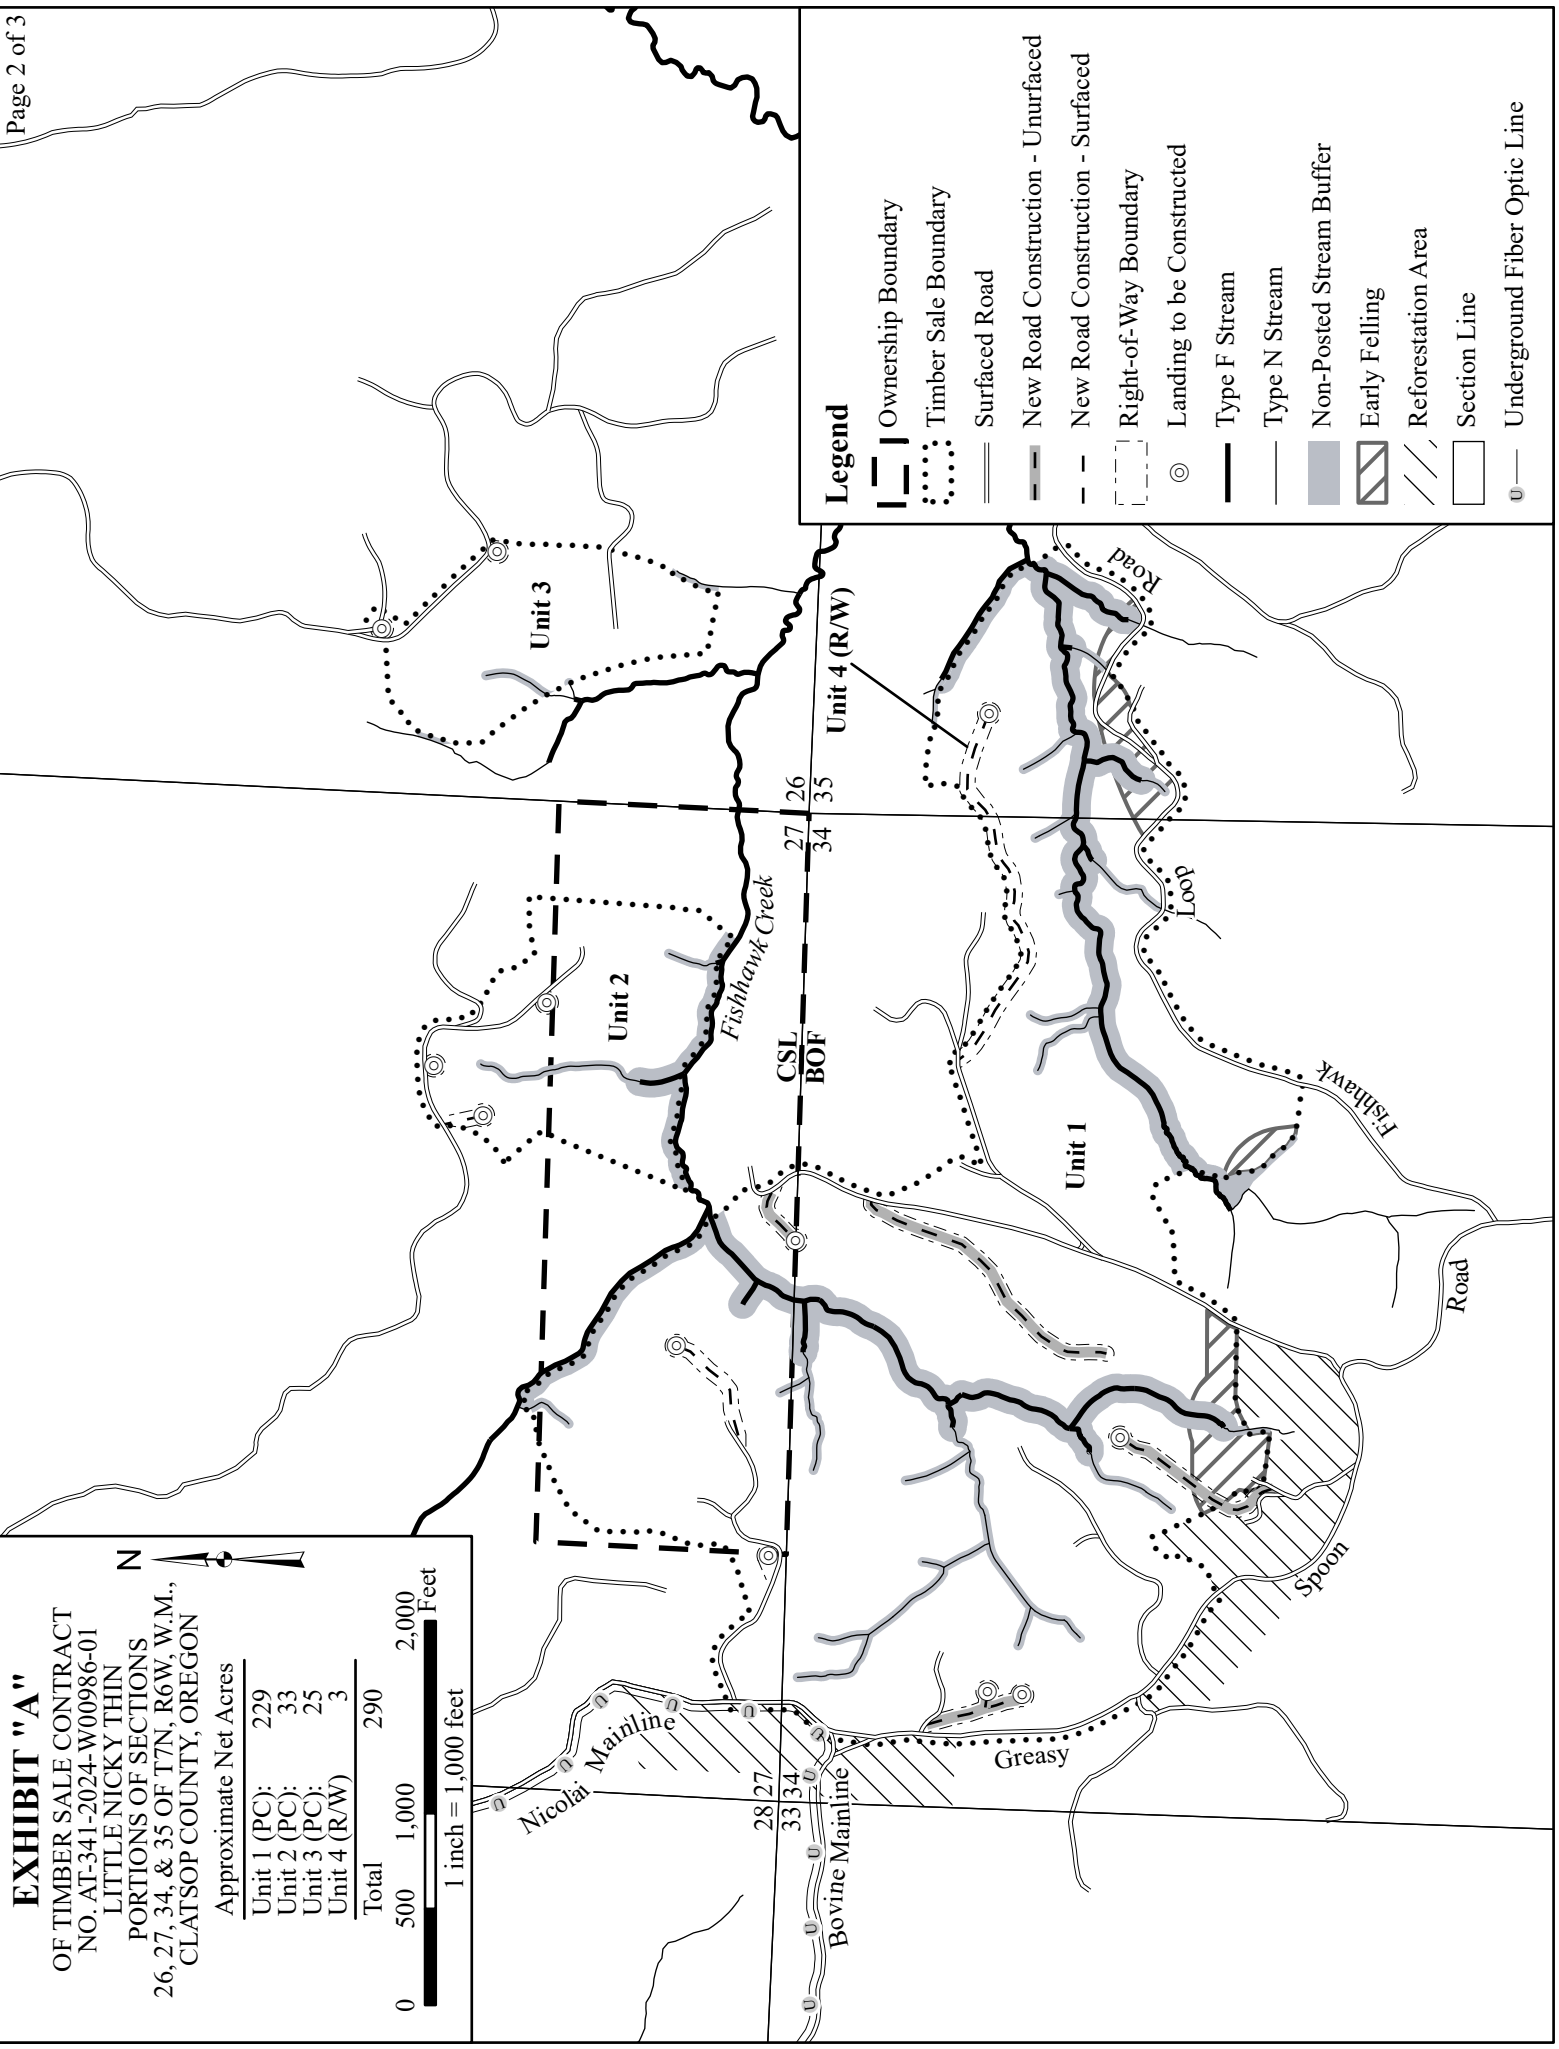 Page 2 of 3
EXHIBIT "A"
OF TIMBER SALE CONTRACT
NO. AT-341-2024-W00986-01
LITTLE NICKY THIN
PORTIONS OF SECTIONS
26, 27, 34, & 35 OF T7N, R6W, W.M.,
CLATSOP COUNTY, OREGON
Approximate Net Acres
Unit 1 (PC): 229
Unit 2 (PC): 33
Unit 3 (PC): 25
Unit 4 (R/W) 3
Total 290
0 500 1,000 2,000
Feet
1 inch = 1,000 feet
N
Unit 3
Unit 2
Fishhawk Creek
Unit 4 (R/W)
27 26
34 35
CSL
BOF
Unit 1
Nicolai Mainline
28 27
33 34
Bovine Mainline
Greasy
Spoon
Road
Fishhawk
Loop
Road
U
U
U
U
U
U
U
U
U
U
Legend
Ownership Boundary
Timber Sale Boundary
Surfaced Road
New Road Construction - Unurfaced
New Road Construction - Surfaced
Right-of-Way Boundary
Landing to be Constructed
Type F Stream
Type N Stream
Non-Posted Stream Buffer
Early Felling
Reforestation Area
Section Line
U Underground Fiber Optic Line